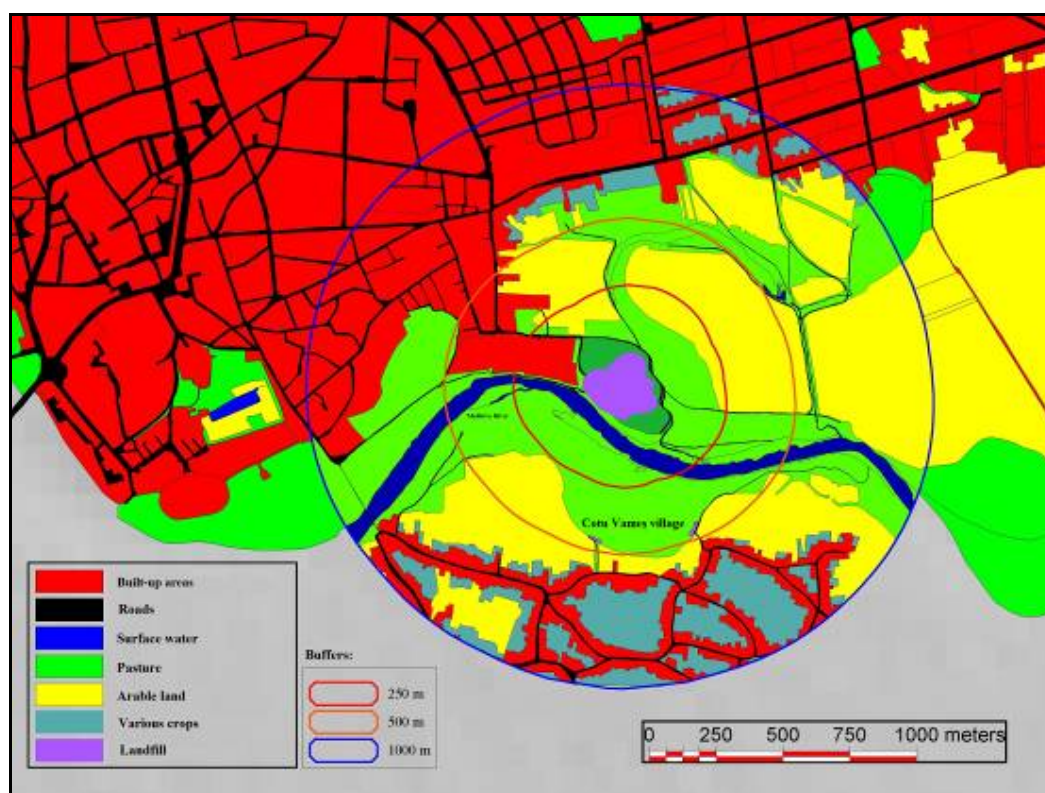 Cotu Vameș village
Built-up areas
Roads
Surface water
Pasture
Arable land
Various crops
Landfill
Buffers:
250 m
500 m
1000 m
0 250 500 750 1000 meters